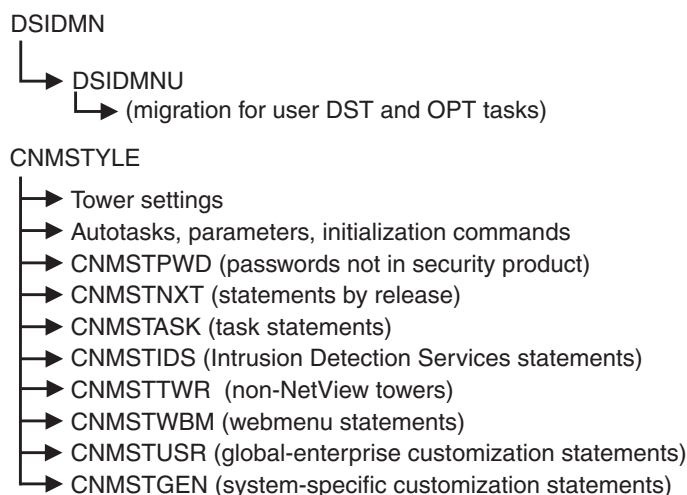 DSIDMN
DSIDMNU
(migration for user DST and OPT tasks)
CNMSTYLE
Tower settings
Autotasks, parameters, initialization commands
CNMSTPWD (passwords not in security product)
CNMSTNXT (statements by release)
CNMSTASK (task statements)
CNMSTIDS (Intrusion Detection Services statements)
CNMSTTWR (non-NetView towers)
CNMSTWBM (webmenu statements)
CNMSTUSR (global-enterprise customization statements)
CNMSTGEN (system-specific customization statements)